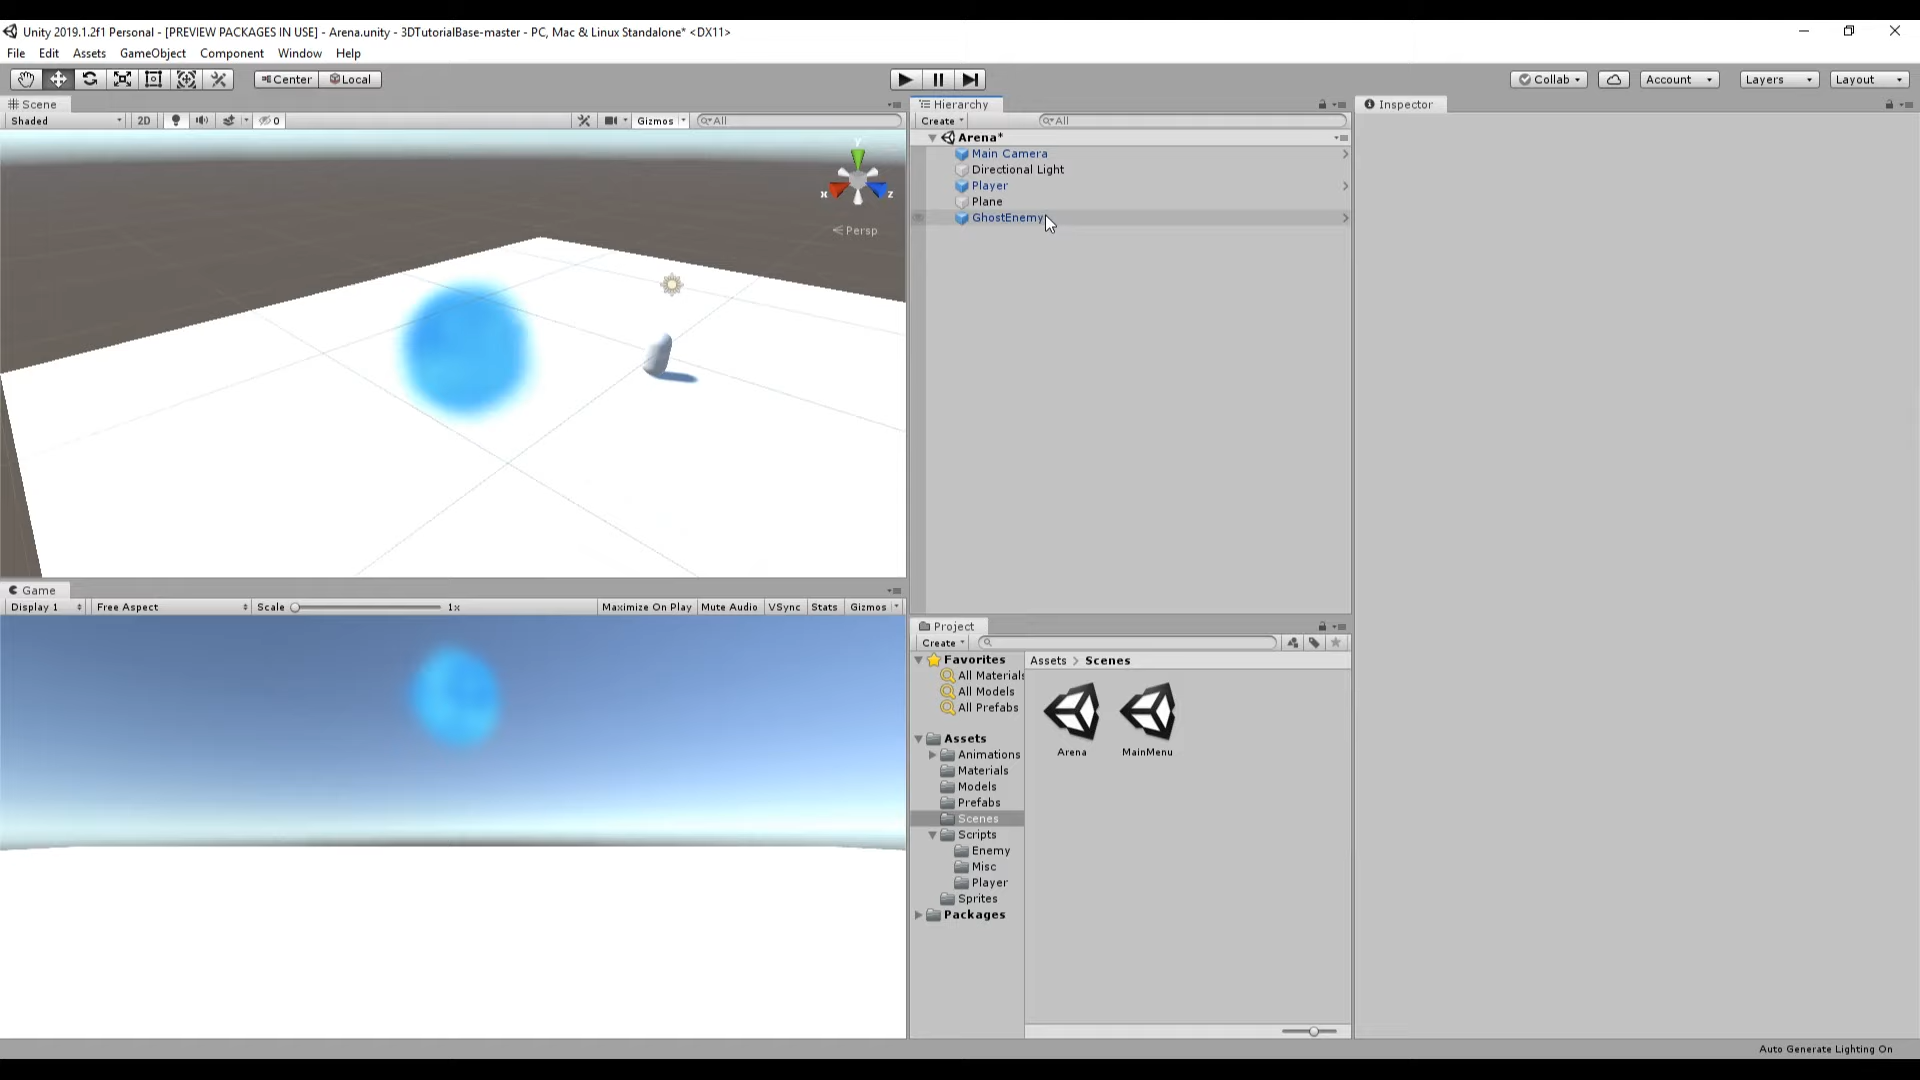 Unity 2019.1.2f1 Personal - [PREVIEW PACKAGES IN USE] - Arena.unity - 3DTutorialBase-master - PC, Mac & Linux Standalone* <DX11>
File Edit Assets GameObject Component Window Help
Center Local Collab Account Layers Layout
Scene
Shaded 2D 0 Gizmos All
Hierarchy
Create All
Arena*
Main Camera
Directional Light
Player
Plane
GhostEnemy
Inspector
y
x z
Persp
Game
Display 1 Free Aspect Scale 1x Maximize On Play Mute Audio VSync Stats Gizmos
Project
Create
Favorites
All Materials
All Models
All Prefabs
Assets
Animations
Materials
Models
Prefabs
Scenes
Scripts
Enemy
Misc
Player
Sprites
Packages
Assets > Scenes
Arena MainMenu
Auto Generate Lighting On